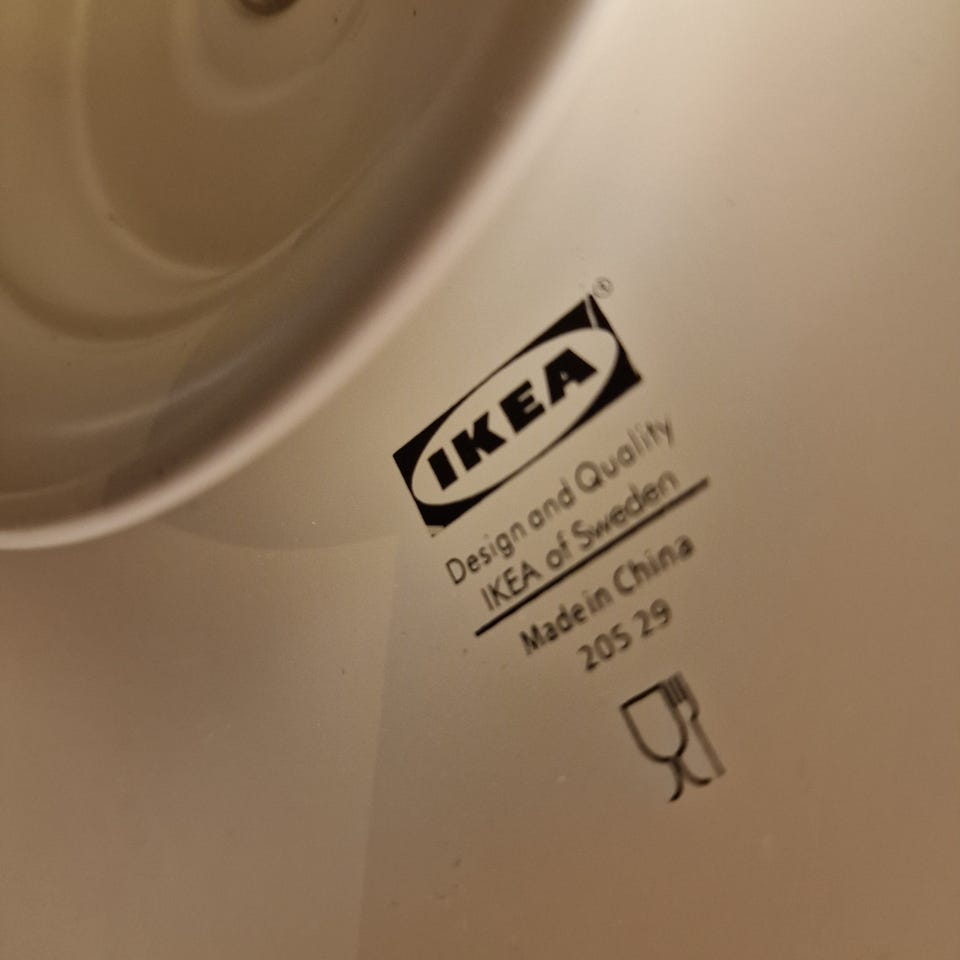 IKEA®
Design and Quality
IKEA of Sweden
Made in China
205 29